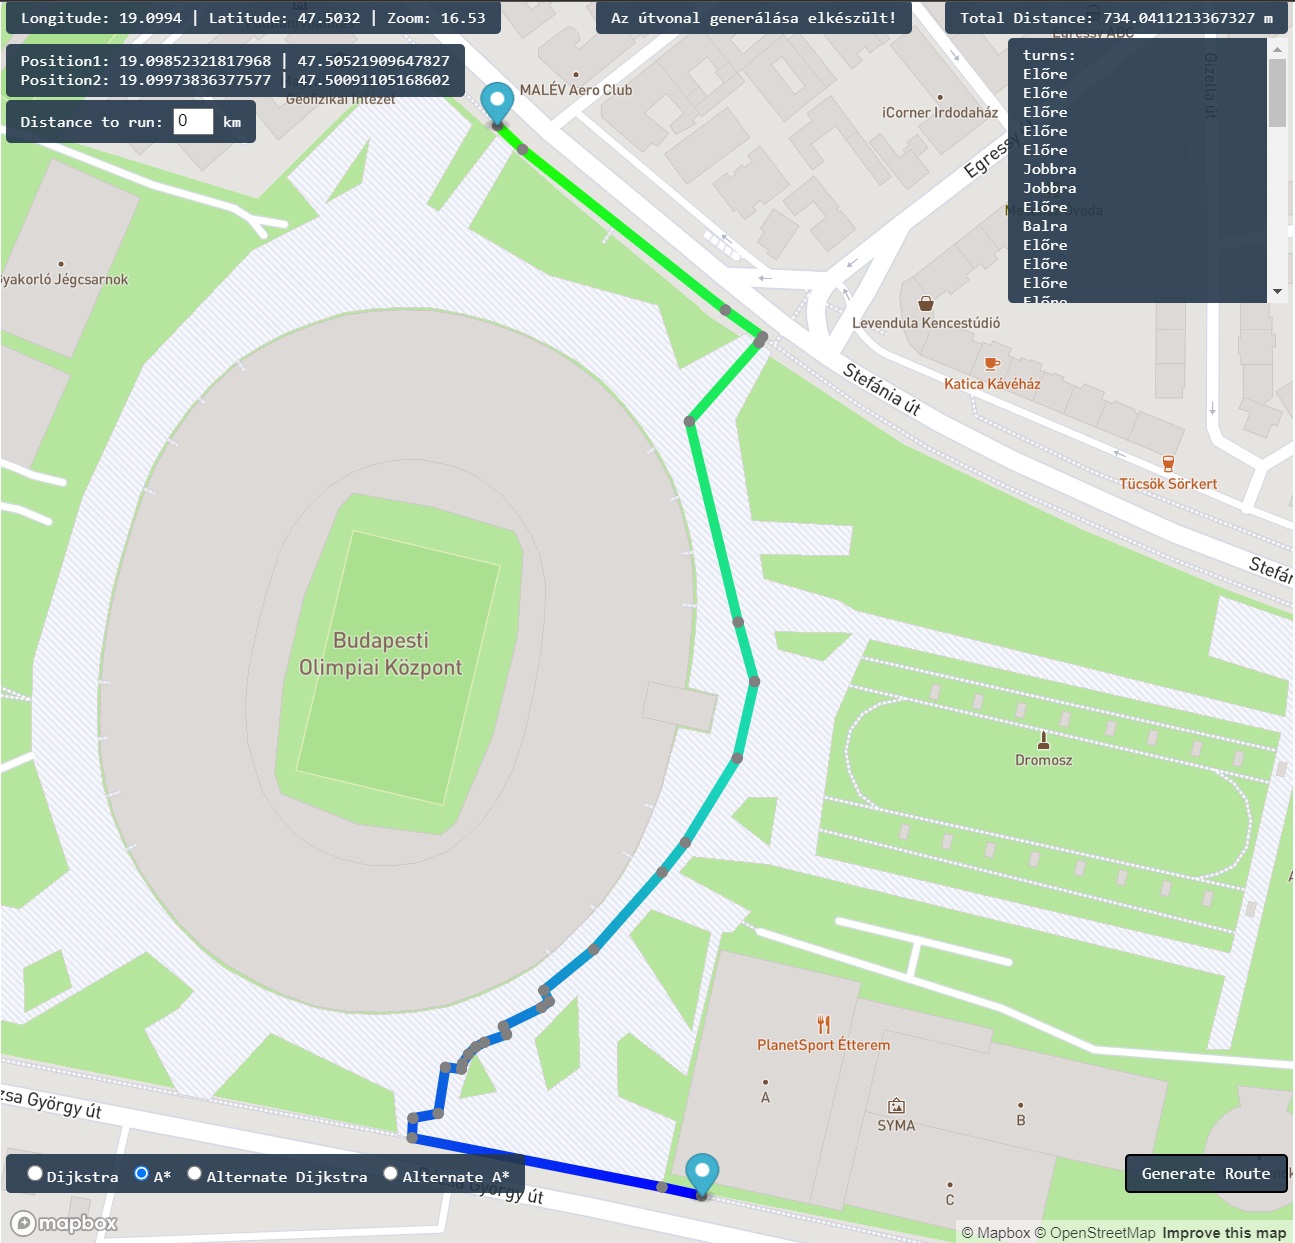 Longitude: 19.0994 | Latitude: 47.5032 | Zoom: 16.53
Az útvonal generálása elkészült!
Total Distance: 734.0411213367327 m
Position1: 19.09852321817968 | 47.50521909647827
Position2: 19.09973836377577 | 47.50091105168602
Distance to run: 0 km
turns:
Előre
Előre
Előre
Előre
Előre
Jobbra
Jobbra
Előre
Balra
Előre
Előre
Előre
Előre
Egressy ABC
Gizella út
Geofizikai Intézet
MALÉV Aero Club
iCorner Irdodaház
Egressy
Gyakorló Jégcsarnok
Levendula Kencestúdió
Katica Kávéház
Stefánia út
Tücsök Sörkert
Stefán
Budapesti
Olimpiai Központ
Dromosz
PlanetSport Étterem
A
SYMA
B
C
zsa György út
György út
Dijkstra
A*
Alternate Dijkstra
Alternate A*
Generate Route
mapbox
© Mapbox © OpenStreetMap Improve this map